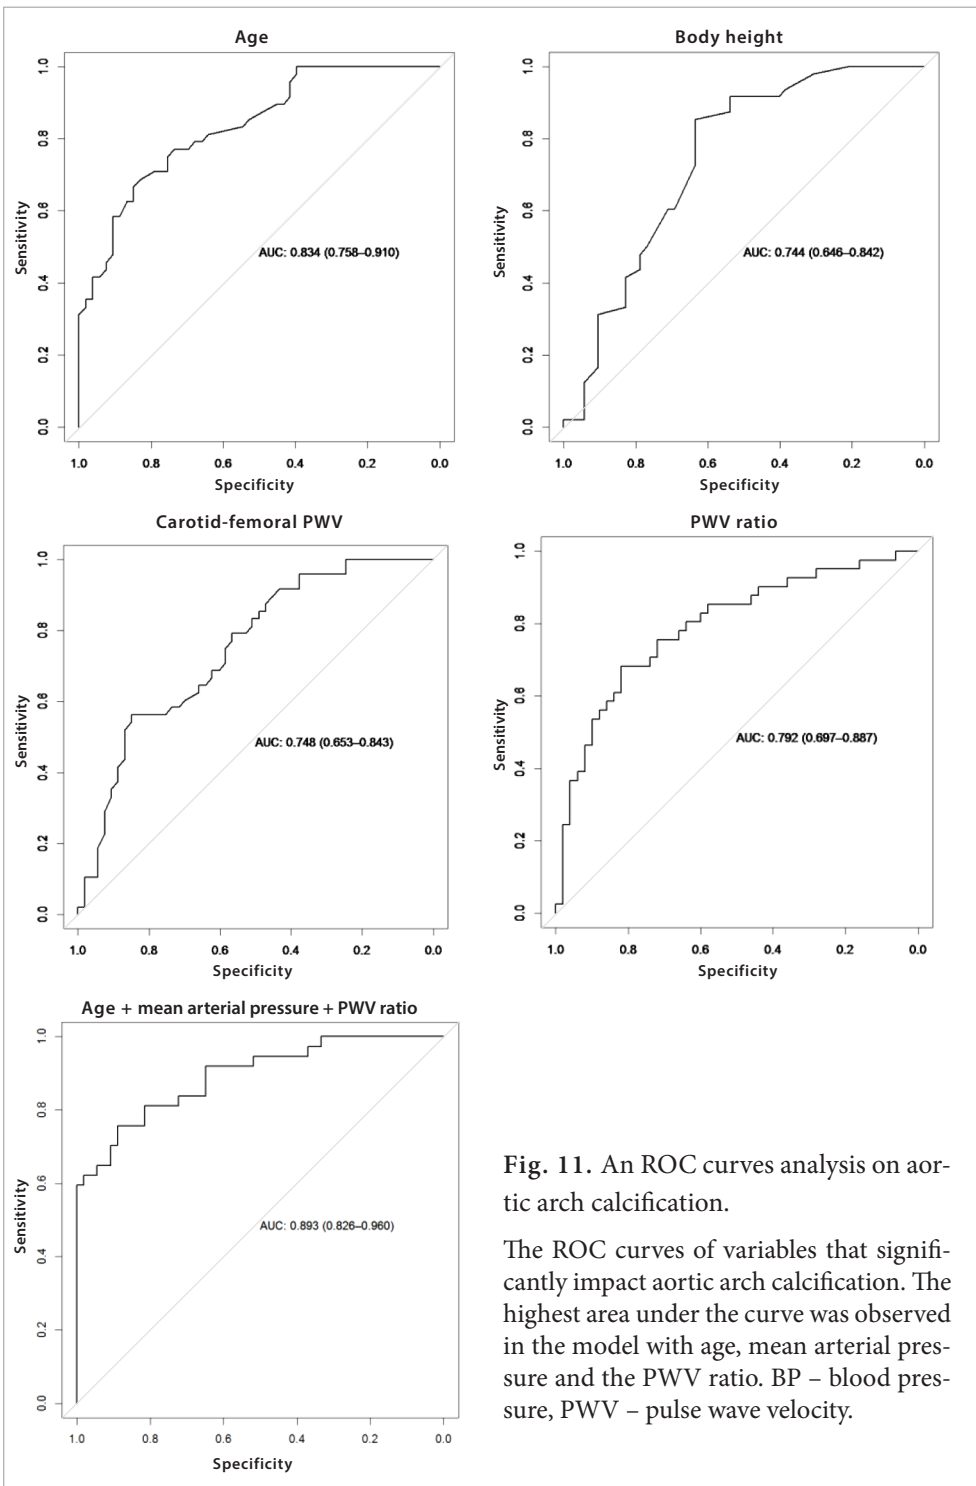 Age
Sensitivity
0.0
0.2
0.4
0.6
0.8
1.0
AUC: 0.834 (0.758–0.910)
1.0 0.8 0.6 0.4 0.2 0.0
Specificity
Body height
Sensitivity
0.0
0.2
0.4
0.6
0.8
1.0
AUC: 0.744 (0.646–0.842)
1.0 0.8 0.6 0.4 0.2 0.0
Specificity
Carotid-femoral PWV
Sensitivity
0.0
0.2
0.4
0.6
0.8
1.0
AUC: 0.748 (0.653–0.843)
1.0 0.8 0.6 0.4 0.2 0.0
Specificity
PWV ratio
Sensitivity
0.0
0.2
0.4
0.6
0.8
1.0
AUC: 0.792 (0.697–0.887)
1.0 0.8 0.6 0.4 0.2 0.0
Specificity
Age + mean arterial pressure + PWV ratio
Sensitivity
0.0
0.2
0.4
0.6
0.8
1.0
AUC: 0.893 (0.826–0.960)
1.0 0.8 0.6 0.4 0.2 0.0
Specificity
Fig. 11. An ROC curves analysis on aor-
tic arch calcification.
The ROC curves of variables that signifi-
cantly impact aortic arch calcification. The
highest area under the curve was observed
in the model with age, mean arterial pres-
sure and the PWV ratio. BP – blood pres-
sure, PWV – pulse wave velocity.